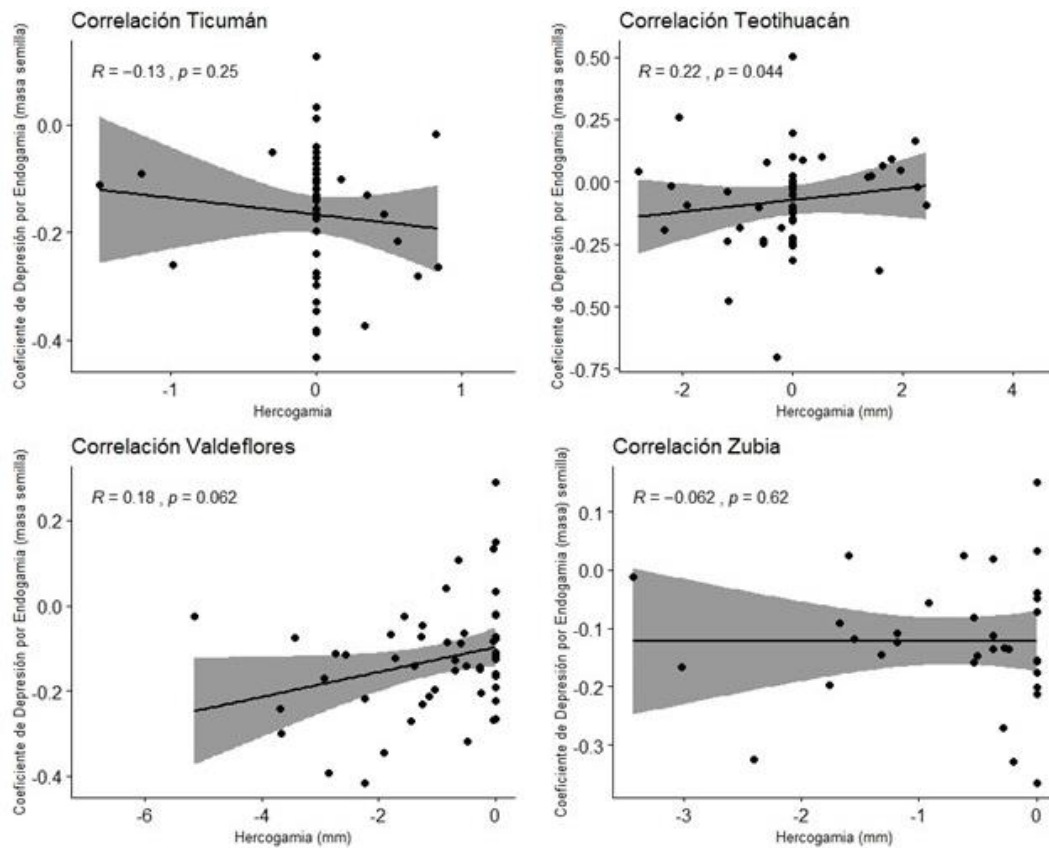 Correlación Ticumán
R = −0.13 , p = 0.25
Coeficiente de Depresión por Endogamia (masa semilla)
0.0
-0.2
-0.4
-1
0
1
Hercogamia
Correlación Teotihuacán
R = 0.22 , p = 0.044
Coeficiente de Depresión por Endogamia (masa semilla)
0.50
0.25
0.00
-0.25
-0.50
-0.75
-2
0
2
4
Hercogamia (mm)
Correlación Valdeflores
R = 0.18 , p = 0.062
Coeficiente de Depresión por Endogamia (masa) semilla)
0.2
0.0
-0.2
-0.4
-6
-4
-2
0
Hercogamia (mm)
Correlación Zubia
R = −0.062 , p = 0.62
Coeficiente de Depresión por Endogamia (masa) semilla)
0.1
0.0
-0.1
-0.2
-0.3
-3
-2
-1
0
Hercogamia (mm)